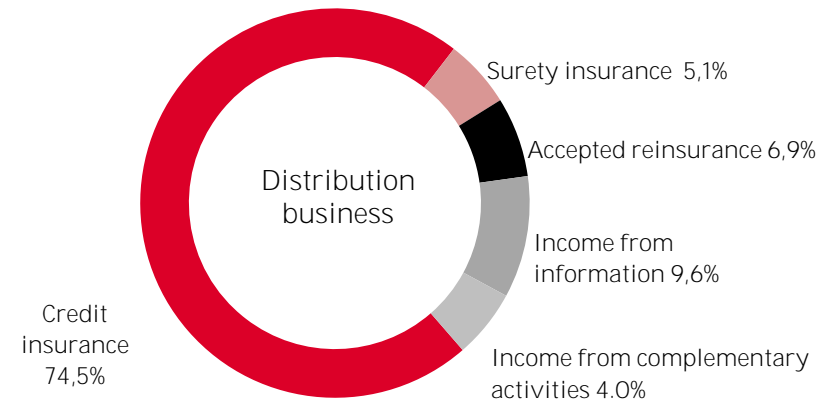 Surety insurance 5,1%
Accepted reinsurance 6,9%
Distribution
business
Income from
information 9,6%
Credit
insurance
74,5%
Income from complementary
activities 4.0%